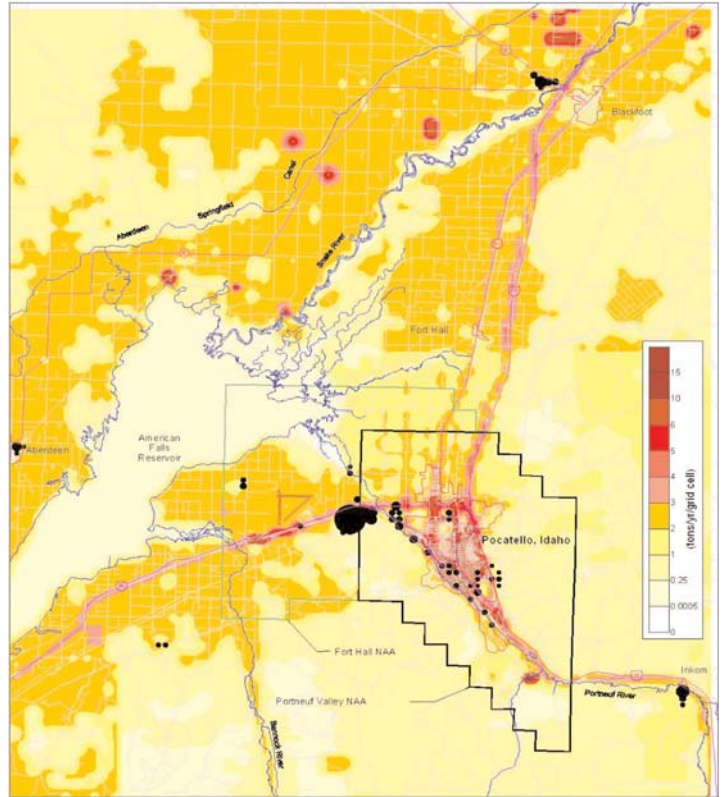 Blackfoot
Canal
Springfield
Aberdeen
Snake River
Fort Hall
15
10
6
5
4
3
2
1
0.25
0.0005
0
(tons/yr/grid cell)
American
Falls
Reservoir
Aberdeen
Pocatello, Idaho
Fort Hall NAA
Inkom
Portneuf River
Portneuf Valley NAA
Bannock River